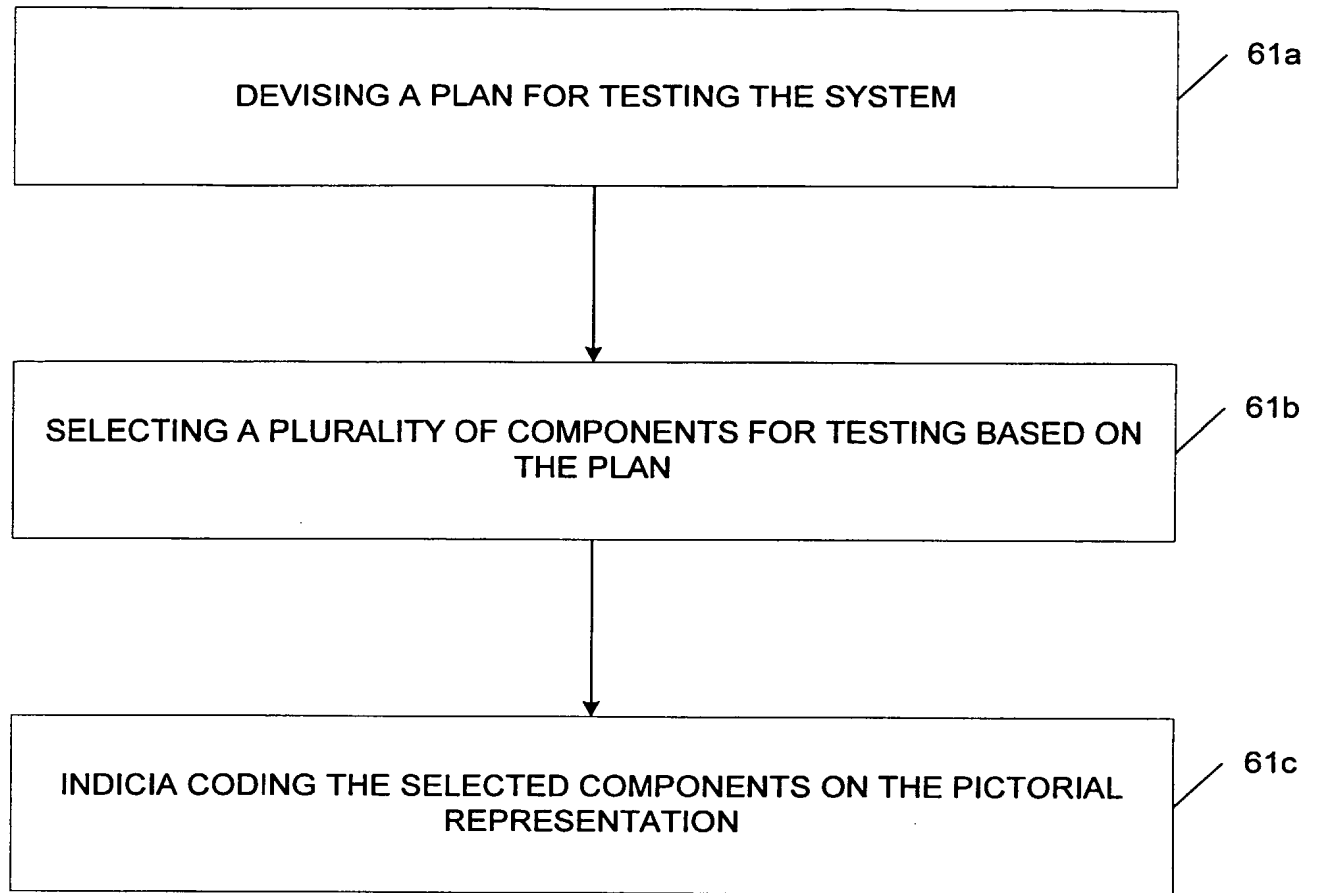 DEVISING A PLAN FOR TESTING THE SYSTEM
61a
SELECTING A PLURALITY OF COMPONENTS FOR TESTING BASED ON
THE PLAN
61b
INDICIA CODING THE SELECTED COMPONENTS ON THE PICTORIAL
REPRESENTATION
61c